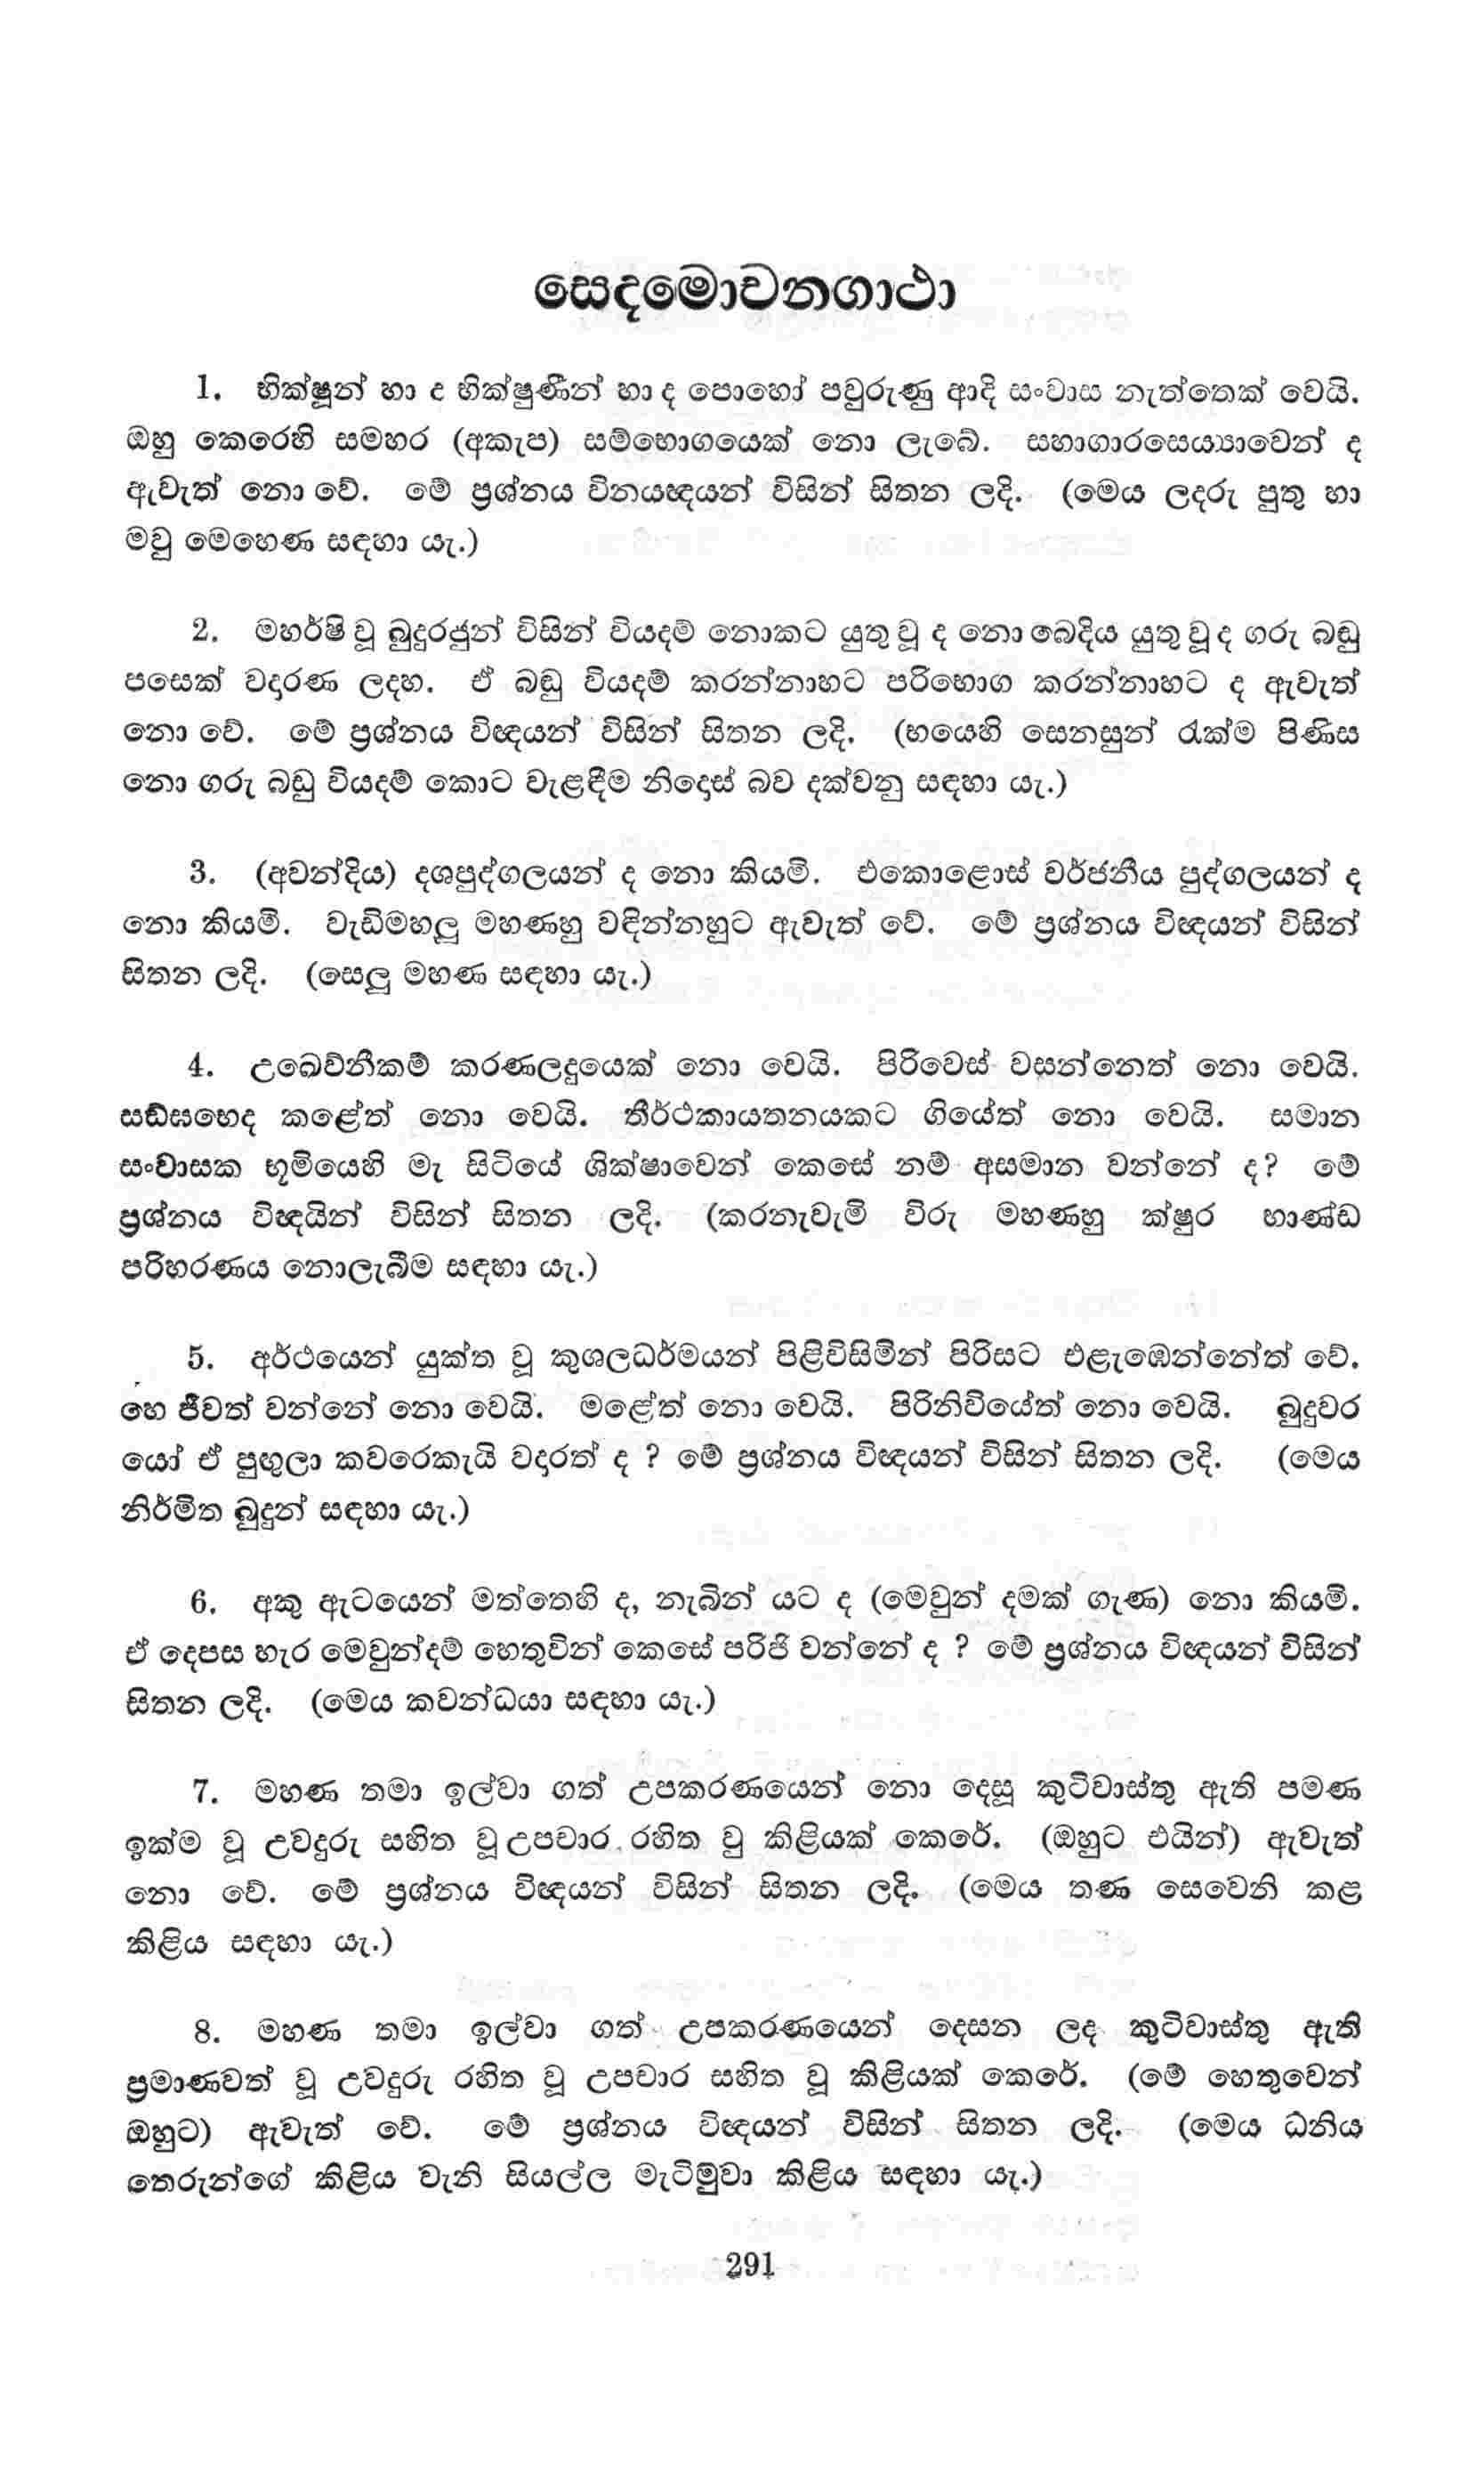 සෙදමොචනගාථා
1. භික්ෂූන් හා ද භික්ෂුණීන් හා ද පොහෝ පවුරුණු ආදි සංවාස නැත්තෙක් වෙයි.
ඔහු කෙරෙහි සමහර (අකැප) සම්භොගයෙක් නො ලැබේ. සහාගාරසෙය්‍යාවෙන් ද
ඇවැත් නො වේ. මේ ප්‍රශ්නය විනයඥයන් විසින් සිතන ලදි. (මෙය ලදරු පුතු හා
මවු මෙහෙණ සඳහා යැ.)
2. මහර්ෂි වූ බුදුරජුන් විසින් වියදම් නොකට යුතු වූ ද නො බෙදිය යුතු වූ ද ගරු බඬු
පසෙක් වදාරණ ලදහ. ඒ බඬු වියදම් කරන්නාහට පරිභොග කරන්නාහට ද ඇවැත්
නො වේ. මේ ප්‍රශ්නය විඥයන් විසින් සිතන ලදි. (භයෙහි සෙනසුන් රැක්ම පිණිස
නො ගරු බඩු වියදම් කොට වැළඳීම නිදොස් බව දක්වනු සඳහා යැ.)
3. (අවන්දිය) දශපුද්ගලයන් ද නො කියමි. එකොළොස් වර්ජනීය පුද්ගලයන් ද
නො කියමි. වැඩිමහලු මහණහු වඳින්නහුට ඇවැත් වේ. මේ ප්‍රශ්නය විඥයන් විසින්
සිතන ලදි. (සෙලු මහණ සඳහා යැ.)
4. උඛෙව්නීකම් කරණලදුයෙක් නො වෙයි. පිරිවෙස් වසන්නෙත් නො වෙයි.
සඞ්ඝභෙද කළේත් නො වෙයි. තීර්ථකායතනයකට ගියේත් නො වෙයි. සමාන
සංවාසක භූමියෙහි මැ සිටියේ ශික්ෂාවෙන් කෙසේ නම් අසමාන වන්නේ ද? මේ
ප්‍රශ්නය විඥයින් විසින් සිතන ලදි. (කරනැවැමි විරූ මහණහු ක්ෂුර භාණ්ඩ
පරිහරණය නොලැබීම සඳහා යැ.)
5. අර්ථයෙන් යුක්ත වූ කුශලධර්මයන් පිළිවිසිමින් පිරිසට එළැඹෙන්නේත් වේ.
හෙ ජීවත් වන්නේ නො වෙයි. මළේත් නො වෙයි. පිරිනිවියේත් නො වෙයි. බුදුවර
යෝ ඒ පුඟුලා කවරෙකැයි වදාරත් ද ? මේ ප්‍රශ්නය විඥයන් විසින් සිතන ලදි. (මෙය
නිර්මිත බුදුන් සඳහා යැ.)
6. අකු ඇටයෙන් මත්තෙහි ද, නැබින් යට ද (මෙවුන් දමක් ගැණ) නො කියමි.
ඒ දෙපස හැර මෙවුන්දම් හෙතුවින් කෙසේ පරිජි වන්නේ ද ? මේ ප්‍රශ්නය විඥයන් විසින්
සිතන ලදි. (මෙය කවන්ධයා සඳහා යැ.)
7. මහණ තමා ඉල්වා ගත් උපකරණයෙන් නො දෙසූ කුටිවාස්තු ඇති පමණ
ඉක්ම වූ උවදුරු සහිත වූ උපචාර රහිත වු කිළියක් කෙරේ. (ඔහුට එයින්) ඇවැත්
නො වේ. මේ ප්‍රශ්නය විඥයන් විසින් සිතන ලදි. (මෙය තණ සෙවෙනි කළ
කිළිය සඳහා යැ.)
8. මහණ තමා ඉල්වා ගත් උපකරණයෙන් දෙසන ලද කුටිවාස්තු ඇති
ප්‍රමාණවත් වූ උවදුරු රහිත වූ උපචාර සහිත වූ කිළියක් කෙරේ. (මේ හෙතුවෙන්
ඔහුට) ඇවැත් වේ. මේ ප්‍රශ්නය විඥයන් විසින් සිතන ලදි. (මෙය ධනිය
තෙරුන්ගේ කිළිය වැනි සියල්ල මැටිමුවා කිළිය සඳහා යැ.)
291